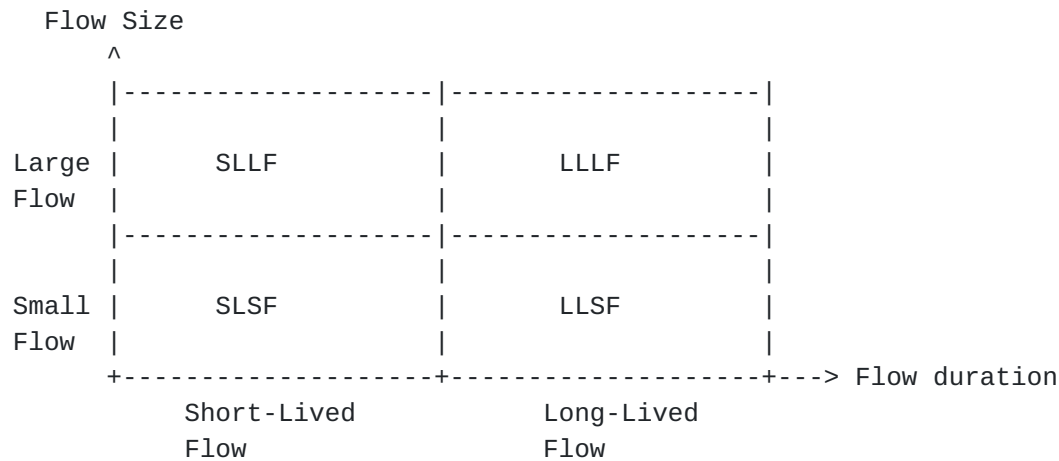 Flow Size
^
|--------------------|--------------------|
|                    |                    |
Large |      SLLF          |       LLLF         |
Flow  |                    |                    |
|--------------------|--------------------|
|                    |                    |
Small |      SLSF          |       LLSF         |
Flow  |                    |                    |
+--------------------+--------------------+---> Flow duration
Short-Lived            Long-Lived
Flow                   Flow